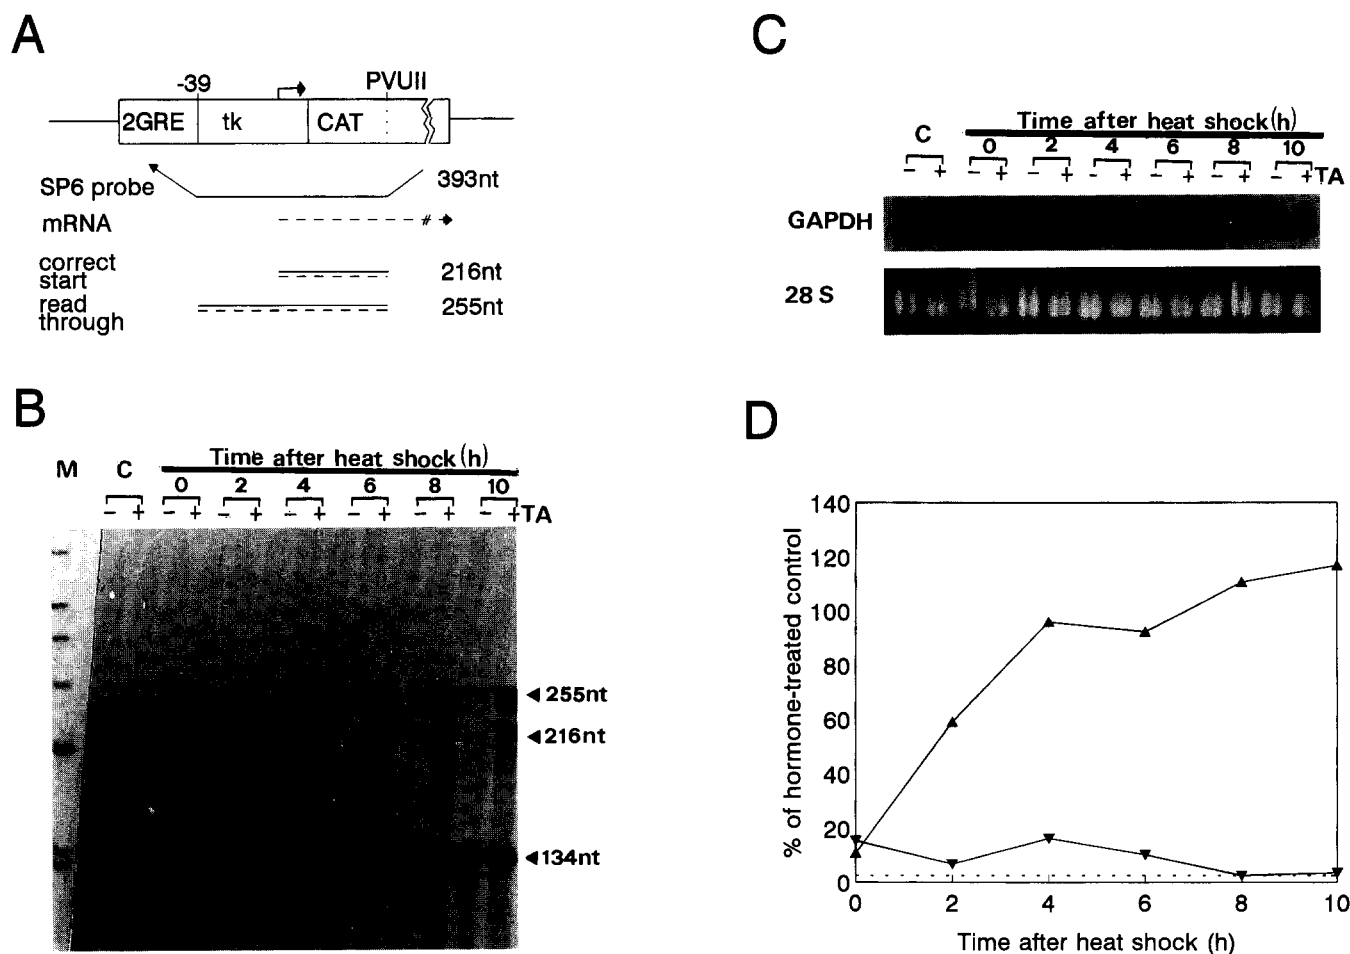 A
-39
PVUII
2GRE
tk
CAT
SP6 probe
393nt
mRNA
#
correct
start
216nt
read
through
255nt
B
Time after heat shock (h)
M
C
0
2
4
6
8
10
- + - + - + - + - + - + - + TA
255nt
216nt
134nt
C
Time after heat shock (h)
C
0
2
4
6
8
10
- + - + - + - + - + - + - + TA
GAPDH
28 S
D
140
120
100
80
60
40
20
0
% of hormone-treated control
0
2
4
6
8
10
Time after heat shock (h)